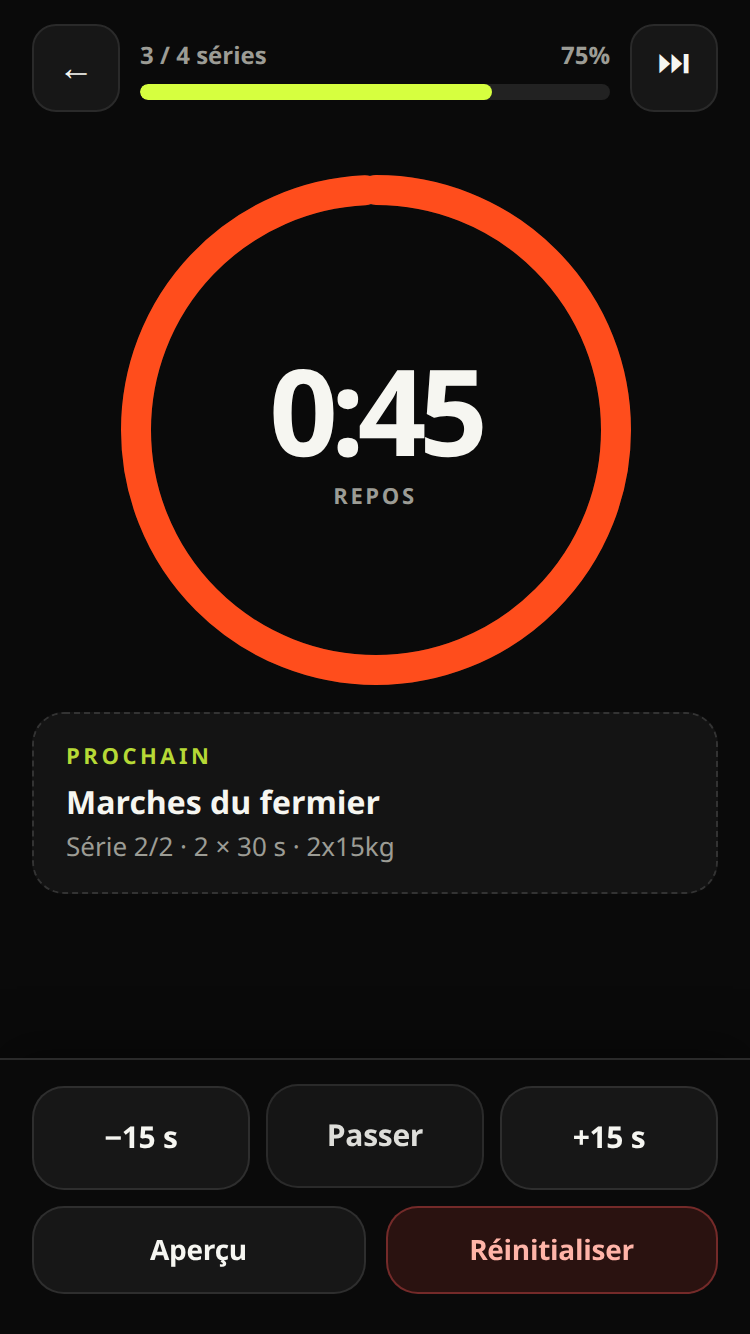 ←
3 / 4 séries
75%
⏭
0:45
REPOS
PROCHAIN
Marches du fermier
Série 2/2 · 2 × 30 s · 2x15kg
−15 s
Passer
+15 s
Aperçu
Réinitialiser